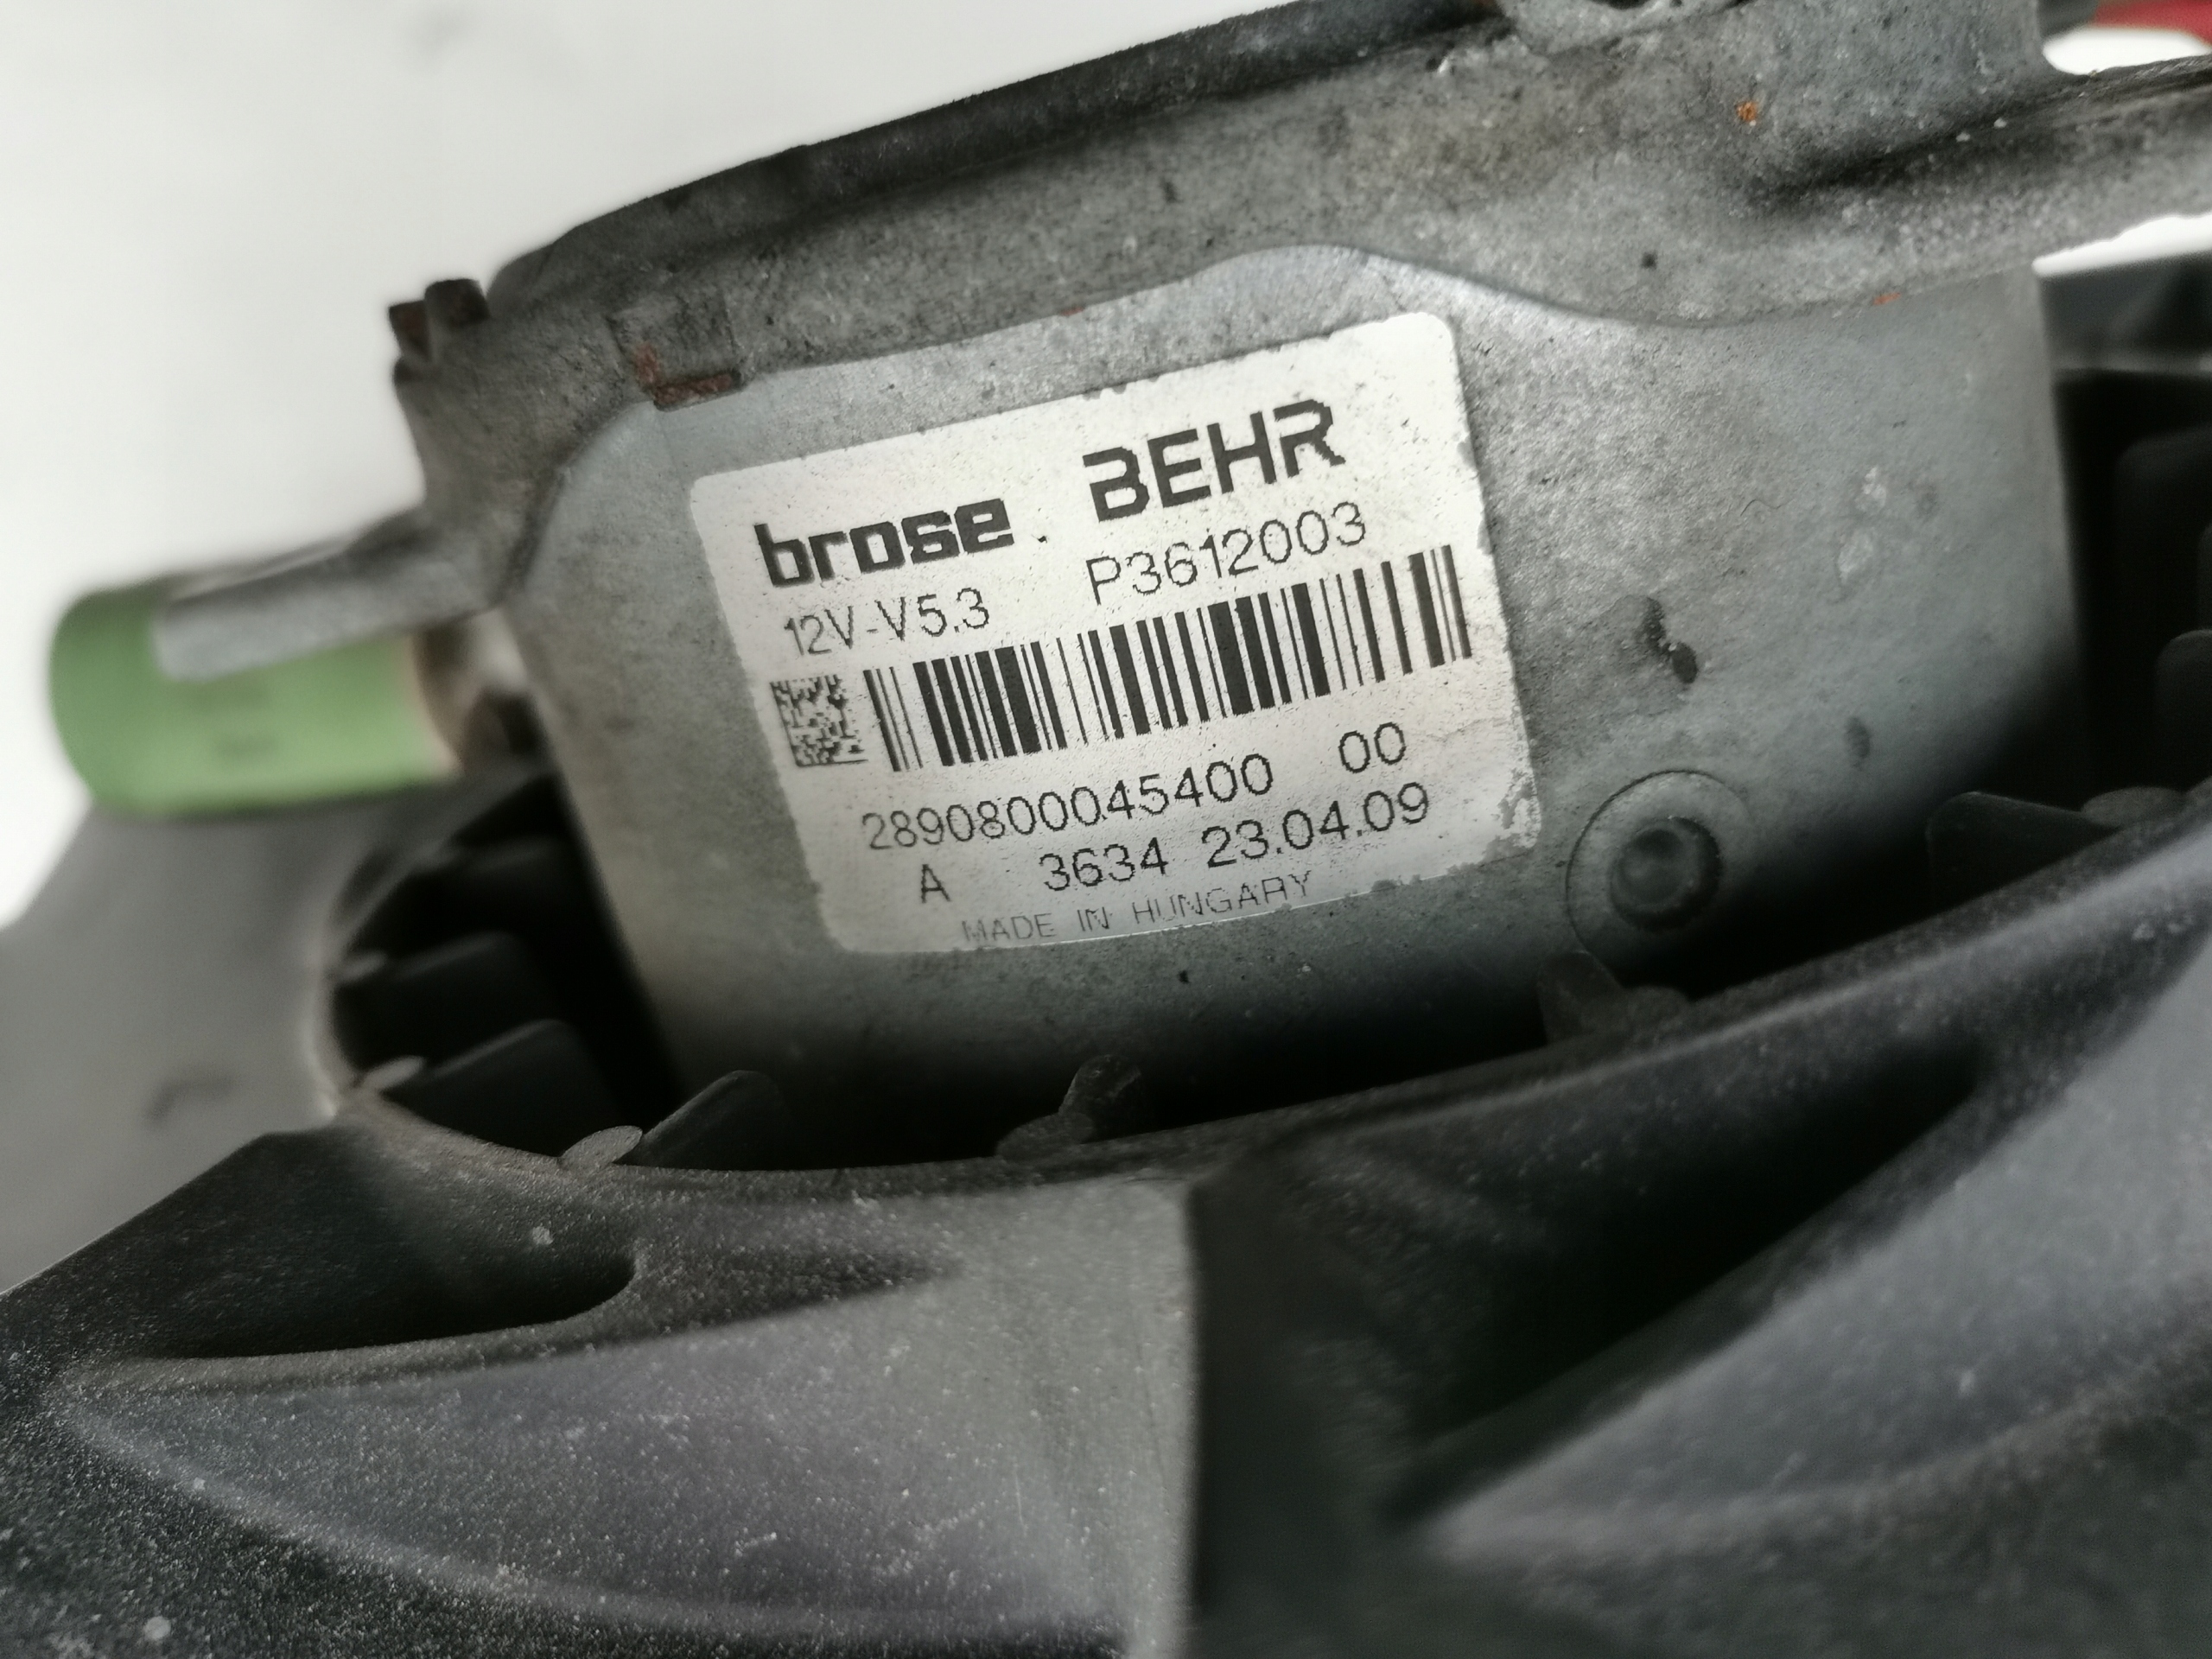 brose BEHR
12V-V5.3 P3612003
2890800045400 00
A 3634 23.04.09
MADE IN HUNGARY